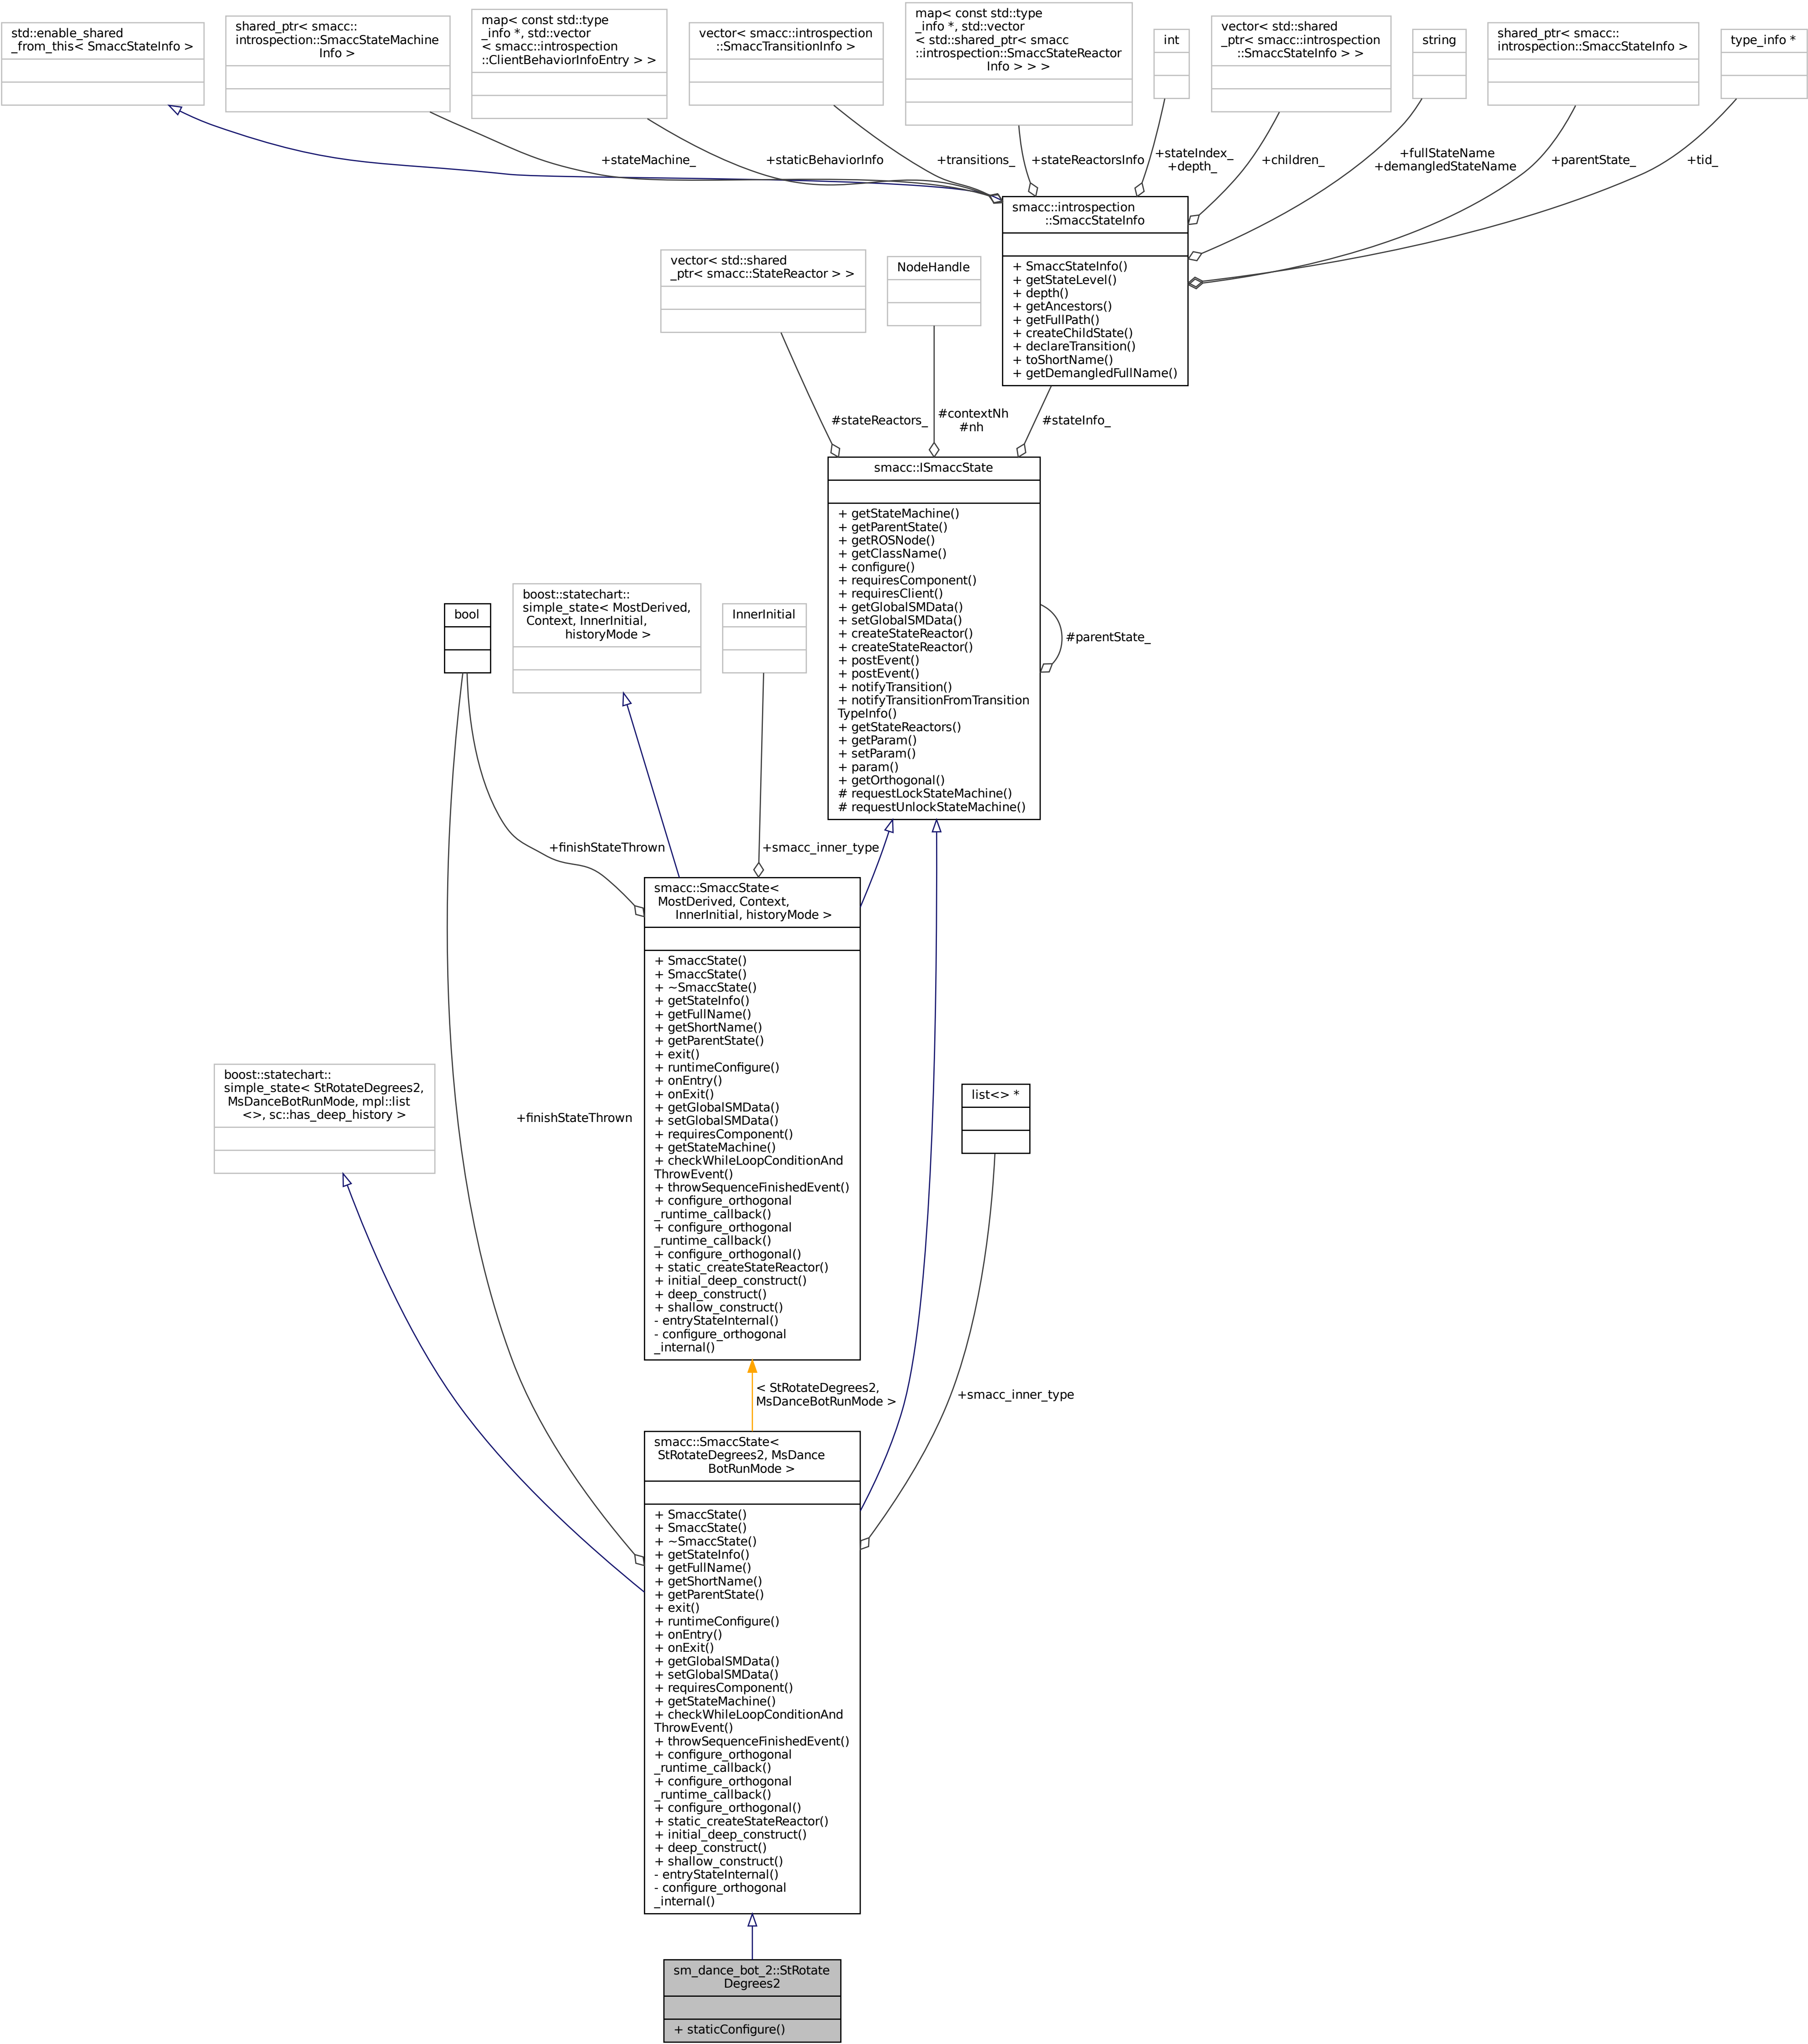 std::enable_shared
_from_this< SmaccStateInfo >
shared_ptr< smacc::
introspection::SmaccStateMachine
Info >
map< const std::type
_info *, std::vector
< smacc::introspection
::ClientBehaviorInfoEntry > >
vector< smacc::introspection
::SmaccTransitionInfo >
map< const std::type
_info *, std::vector
< std::shared_ptr< smacc
::introspection::SmaccStateReactor
Info > > >
int
vector< std::shared
_ptr< smacc::introspection
::SmaccStateInfo > >
string
shared_ptr< smacc::
introspection::SmaccStateInfo >
type_info *
+stateMachine_
+staticBehaviorInfo
+transitions_
+stateReactorsInfo
+stateIndex_
+depth_
+children_
+fullStateName
+demangledStateName
+parentState_
+tid_
smacc::introspection
::SmaccStateInfo
+ SmaccStateInfo()
+ getStateLevel()
+ depth()
+ getAncestors()
+ getFullPath()
+ createChildState()
+ declareTransition()
+ toShortName()
+ getDemangledFullName()
vector< std::shared
_ptr< smacc::StateReactor > >
NodeHandle
#stateReactors_
#contextNh
#nh
#stateInfo_
smacc::ISmaccState
+ getStateMachine()
+ getParentState()
+ getROSNode()
+ getClassName()
+ configure()
+ requiresComponent()
+ requiresClient()
+ getGlobalSMData()
+ setGlobalSMData()
+ createStateReactor()
+ createStateReactor()
+ postEvent()
+ postEvent()
+ notifyTransition()
+ notifyTransitionFromTransition
TypeInfo()
+ getStateReactors()
+ getParam()
+ setParam()
+ param()
+ getOrthogonal()
# requestLockStateMachine()
# requestUnlockStateMachine()
#parentState_
bool
boost::statechart::
simple_state< MostDerived,
Context, InnerInitial,
historyMode >
InnerInitial
+finishStateThrown
+smacc_inner_type
smacc::SmaccState<
MostDerived, Context,
InnerInitial, historyMode >
+ SmaccState()
+ SmaccState()
+ ~SmaccState()
+ getStateInfo()
+ getFullName()
+ getShortName()
+ getParentState()
+ exit()
+ runtimeConfigure()
+ onEntry()
+ onExit()
+ getGlobalSMData()
+ setGlobalSMData()
+ requiresComponent()
+ getStateMachine()
+ checkWhileLoopConditionAnd
ThrowEvent()
+ throwSequenceFinishedEvent()
+ configure_orthogonal
_runtime_callback()
+ configure_orthogonal
_runtime_callback()
+ configure_orthogonal()
+ static_createStateReactor()
+ initial_deep_construct()
+ deep_construct()
+ shallow_construct()
- entryStateInternal()
- configure_orthogonal
_internal()
boost::statechart::
simple_state< StRotateDegrees2,
MsDanceBotRunMode, mpl::list
<>, sc::has_deep_history >
+finishStateThrown
list<> *
< StRotateDegrees2,
MsDanceBotRunMode >
+smacc_inner_type
smacc::SmaccState<
StRotateDegrees2, MsDance
BotRunMode >
+ SmaccState()
+ SmaccState()
+ ~SmaccState()
+ getStateInfo()
+ getFullName()
+ getShortName()
+ getParentState()
+ exit()
+ runtimeConfigure()
+ onEntry()
+ onExit()
+ getGlobalSMData()
+ setGlobalSMData()
+ requiresComponent()
+ getStateMachine()
+ checkWhileLoopConditionAnd
ThrowEvent()
+ throwSequenceFinishedEvent()
+ configure_orthogonal
_runtime_callback()
+ configure_orthogonal
_runtime_callback()
+ configure_orthogonal()
+ static_createStateReactor()
+ initial_deep_construct()
+ deep_construct()
+ shallow_construct()
- entryStateInternal()
- configure_orthogonal
_internal()
sm_dance_bot_2::StRotate
Degrees2
+ staticConfigure()